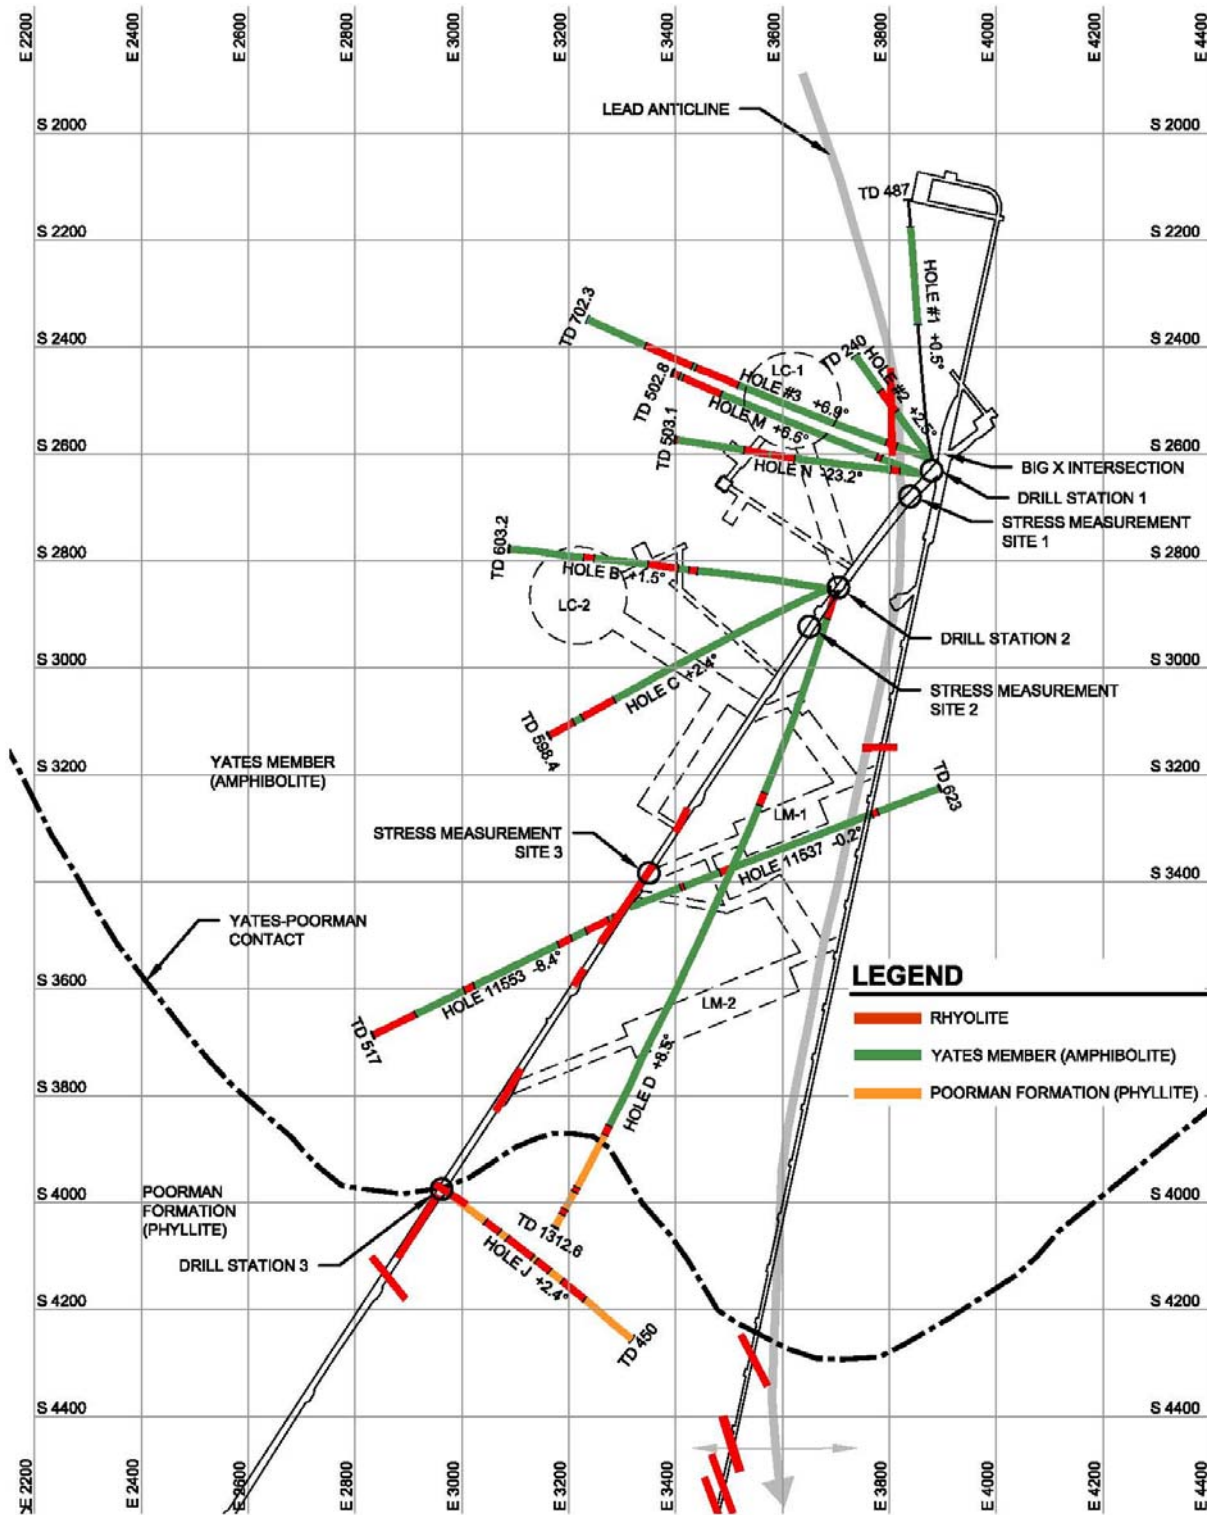 E 2200
E 2400
E 2600
E 2800
E 3000
E 3200
E 3400
E 3600
E 3800
E 4000
E 4200
E 4400
LEAD ANTICLINE
S 2000
S 2000
TD 487
S 2200
S 2200
HOLE #1 +0.5°
TD 702.3
S 2400
S 2400
TD 240
HOLE #2 +2.5°
LC-1
TD 502.8
HOLE #3 +6.9°
HOLE M +6.5°
TD 503.1
S 2600
S 2600
HOLE N -23.2°
BIG X INTERSECTION
DRILL STATION 1
STRESS MEASUREMENT
SITE 1
TD 603.2
S 2800
S 2800
HOLE B +1.5°
LC-2
DRILL STATION 2
S 3000
S 3000
HOLE C +2.4°
STRESS MEASUREMENT
SITE 2
TD 598.4
YATES MEMBER
(AMPHIBOLITE)
S 3200
S 3200
TD 623
LM-1
STRESS MEASUREMENT
SITE 3
HOLE 11537 -0.2°
S 3400
S 3400
YATES-POORMAN
CONTACT
HOLE 11553 -8.4°
S 3600
S 3600
LM-2
TD 517
LEGEND
RHYOLITE
YATES MEMBER (AMPHIBOLITE)
POORMAN FORMATION (PHYLLITE)
HOLE D +8.5°
S 3800
S 3800
S 4000
S 4000
POORMAN
FORMATION
(PHYLLITE)
TD 1312.6
DRILL STATION 3
HOLE J +2.4°
S 4200
S 4200
TD 450
S 4400
S 4400
E 2200
E 2400
E 2600
E 2800
E 3000
E 3200
E 3400
E 3600
E 3800
E 4000
E 4200
E 4400